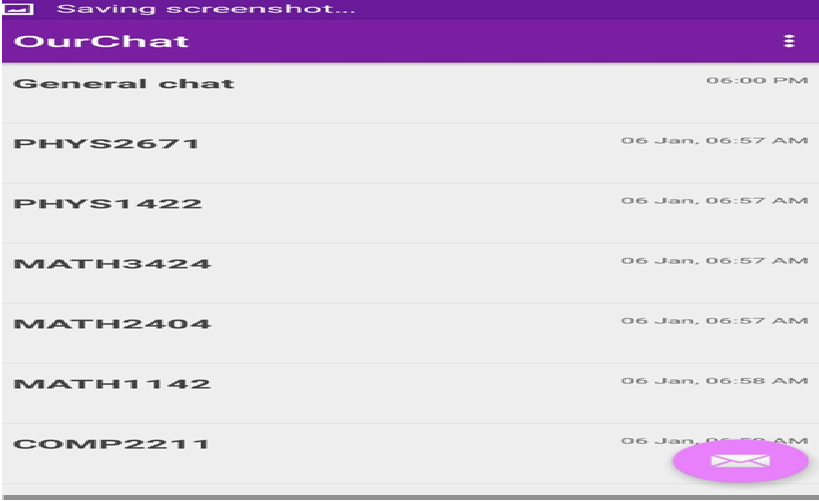 Saving screenshot...
OurChat
General chat 06:00 PM
PHYS2671 06 Jan, 06:57 AM
PHYS1422 06 Jan, 06:57 AM
MATH3424 06 Jan, 06:57 AM
MATH2404 06 Jan, 06:57 AM
MATH1142 06 Jan, 06:58 AM
COMP2211 06 Jan, AM